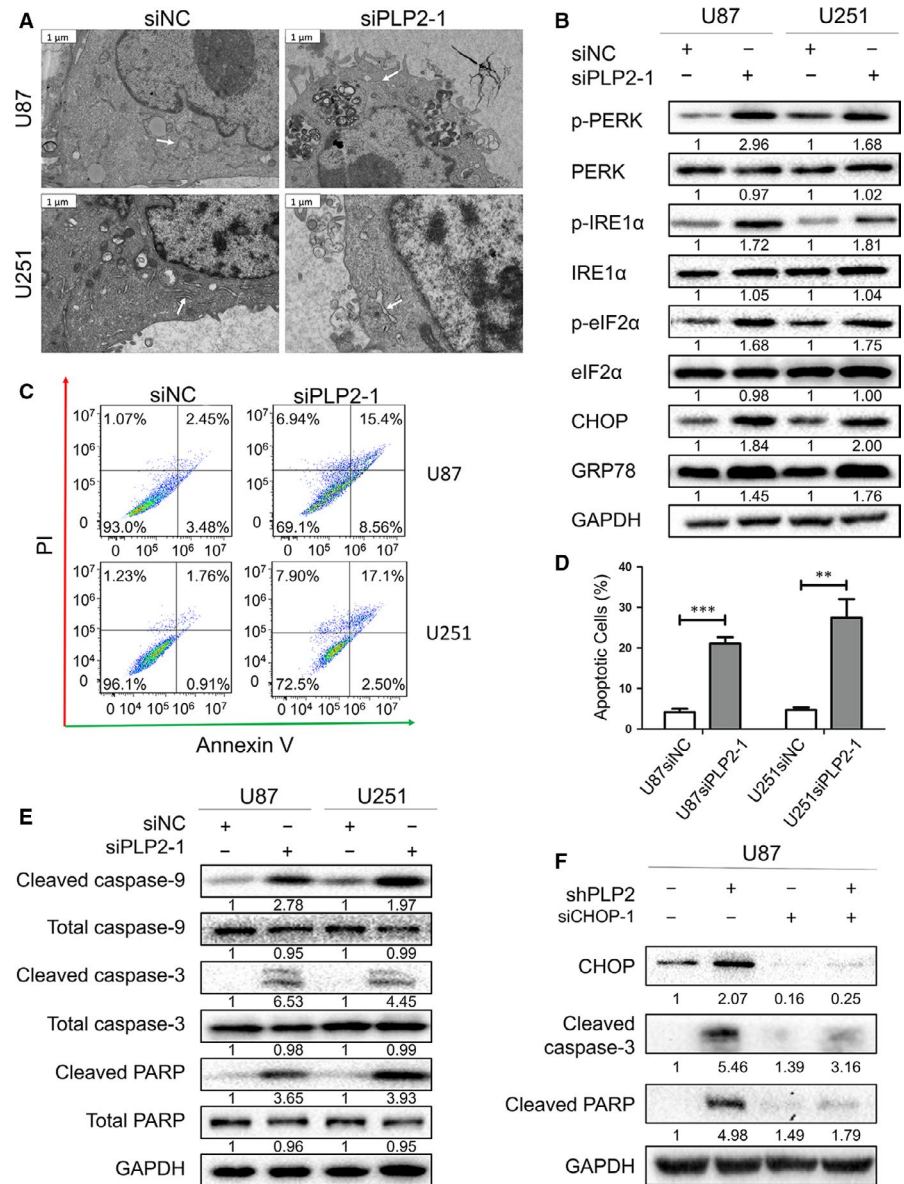 A
siNC
siPLP2-1
U87
1 μm
1 μm
U251
1 μm
1 μm
B
U87
U251
siNC + – + –
siPLP2-1 – + – +
p-PERK
1 2.96 1 1.68
PERK
1 0.97 1 1.02
p-IRE1α
1 1.72 1 1.81
IRE1α
1 1.05 1 1.04
p-eIF2α
1 1.68 1 1.75
eIF2α
1 0.98 1 1.00
CHOP
1 1.84 1 2.00
GRP78
1 1.45 1 1.76
GAPDH
C
siNC
siPLP2-1
10⁷ 1.07% 2.45%
10⁶
10⁵
0 93.0% 3.48%
0 10⁵ 10⁶ 10⁷
10⁷ 6.94% 15.4%
10⁶
10⁵
0 69.1% 8.56%
0 10⁵ 10⁶ 10⁷
U87
10⁷ 1.23% 1.76%
10⁶
10⁵
10⁴
0 96.1% 0.91%
0 10⁴ 10⁵ 10⁶ 10⁷
10⁷ 7.90% 17.1%
10⁶
10⁵
10⁴
0 72.5% 2.50%
0 10⁴ 10⁵ 10⁶ 10⁷
U251
PI
Annexin V
D
Apoptotic Cells (%)
40
30
20
10
0
***
**
U87siNC
U87siPLP2-1
U251siNC
U251siPLP2-1
E
U87
U251
siNC + – + –
siPLP2-1 – + – +
Cleaved caspase-9
1 2.78 1 1.97
Total caspase-9
1 0.95 1 0.99
Cleaved caspase-3
1 6.53 1 4.45
Total caspase-3
1 0.98 1 0.99
Cleaved PARP
1 3.65 1 3.93
Total PARP
1 0.96 1 0.95
GAPDH
F
U87
shPLP2 – + – +
siCHOP-1 – – + +
CHOP
1 2.07 0.16 0.25
Cleaved
caspase-3
1 5.46 1.39 3.16
Cleaved PARP
1 4.98 1.49 1.79
GAPDH